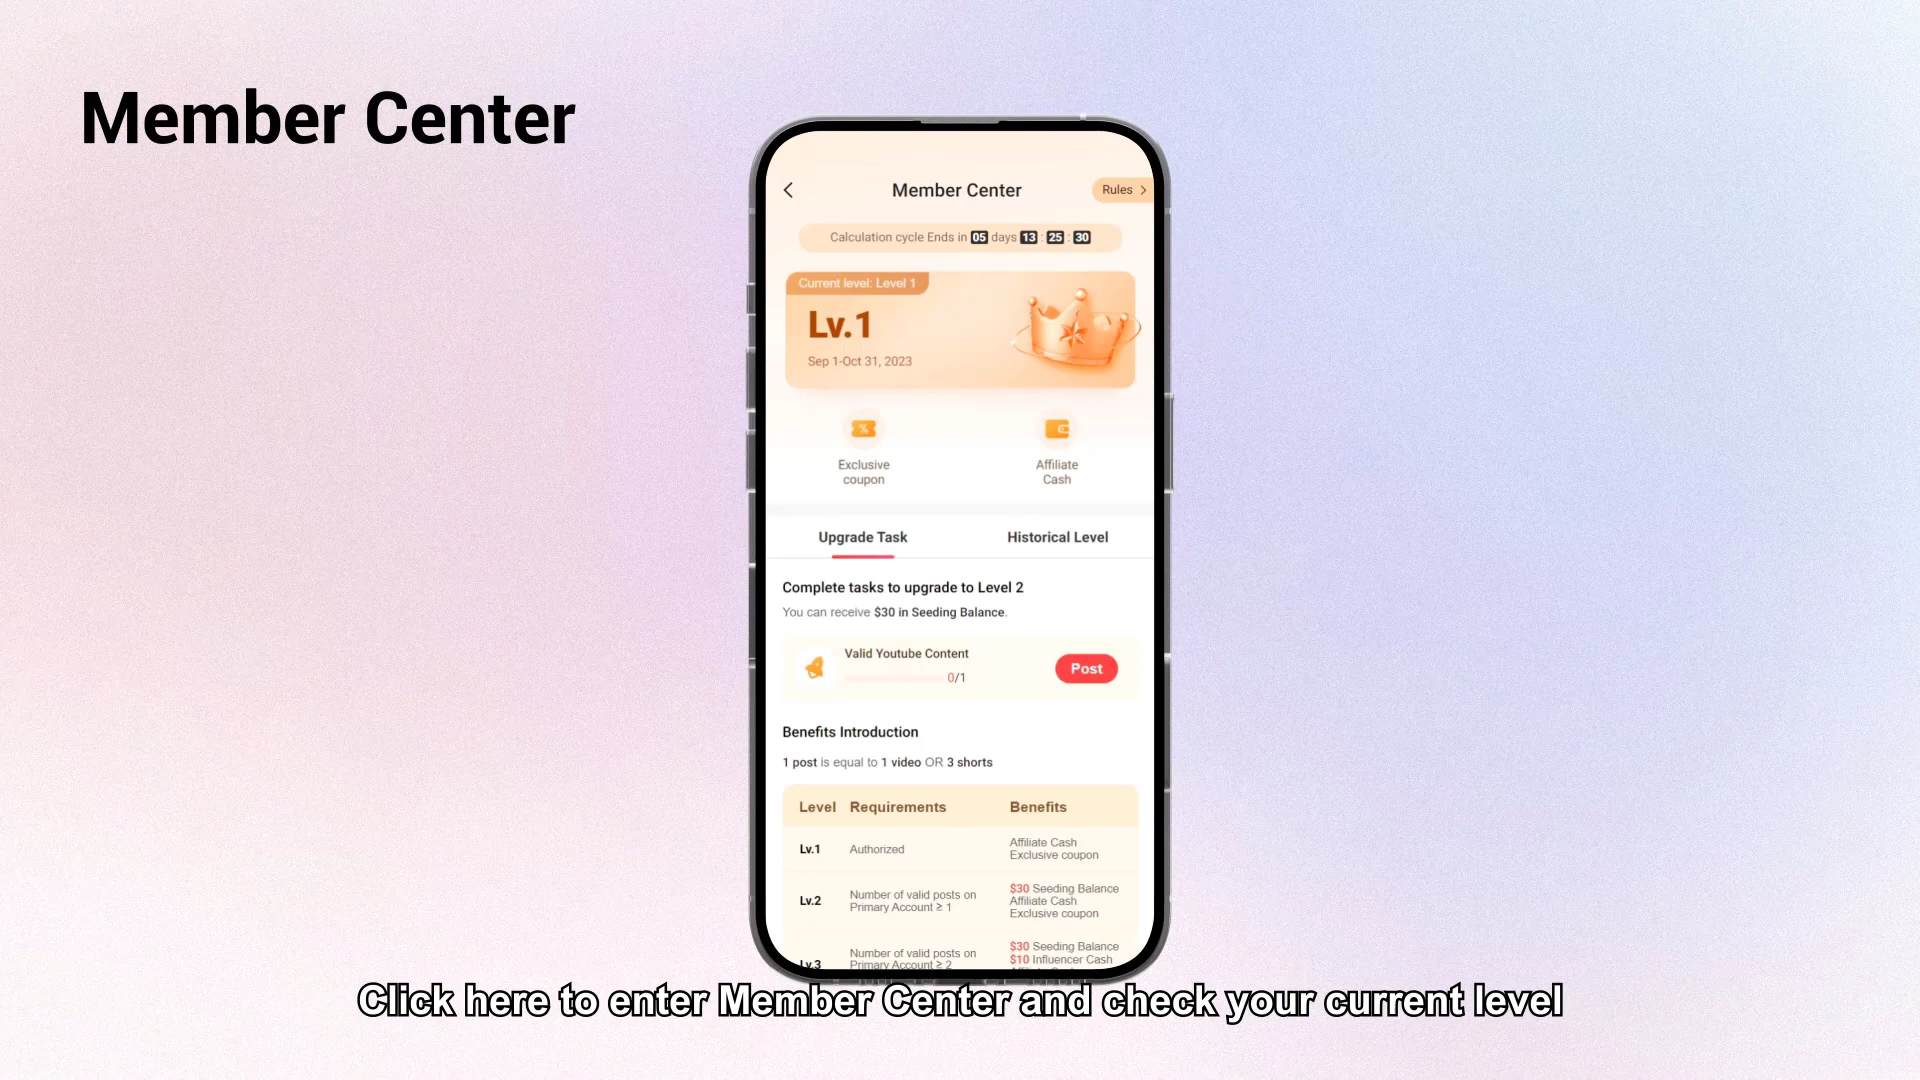 Member Center
Member Center
Rules
Calculation cycle Ends in 05 days 13 : 25 : 30
Current level: Level 1
Lv.1
Sep 1-Oct 31, 2023
Exclusive
coupon
Affiliate
Cash
Upgrade Task
Historical Level
Complete tasks to upgrade to Level 2
You can receive $30 in Seeding Balance.
Valid Youtube Content
0/1
Post
Benefits Introduction
1 post is equal to 1 video OR 3 shorts
Level Requirements Benefits
Lv.1
Authorized
Affiliate Cash
Exclusive coupon
Lv.2
Number of valid posts on
Primary Account ≥ 1
$30 Seeding Balance
Affiliate Cash
Exclusive coupon
Lv.3
Number of valid posts on
Primary Account ≥ 2
$30 Seeding Balance
$10 Influencer Cash
Click here to enter Member Center and check your current level